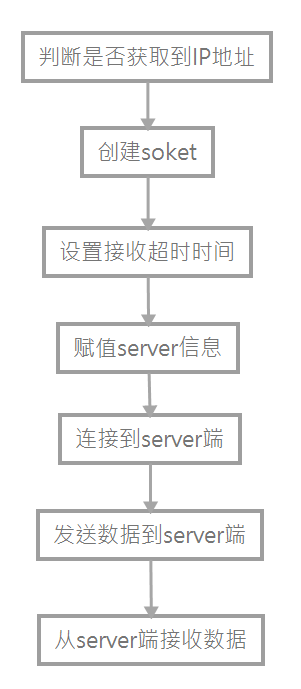 判断是否获取到IP地址
创建soket
设置接收超时时间
赋值server信息
连接到server端
发送数据到server端
从server端接收数据